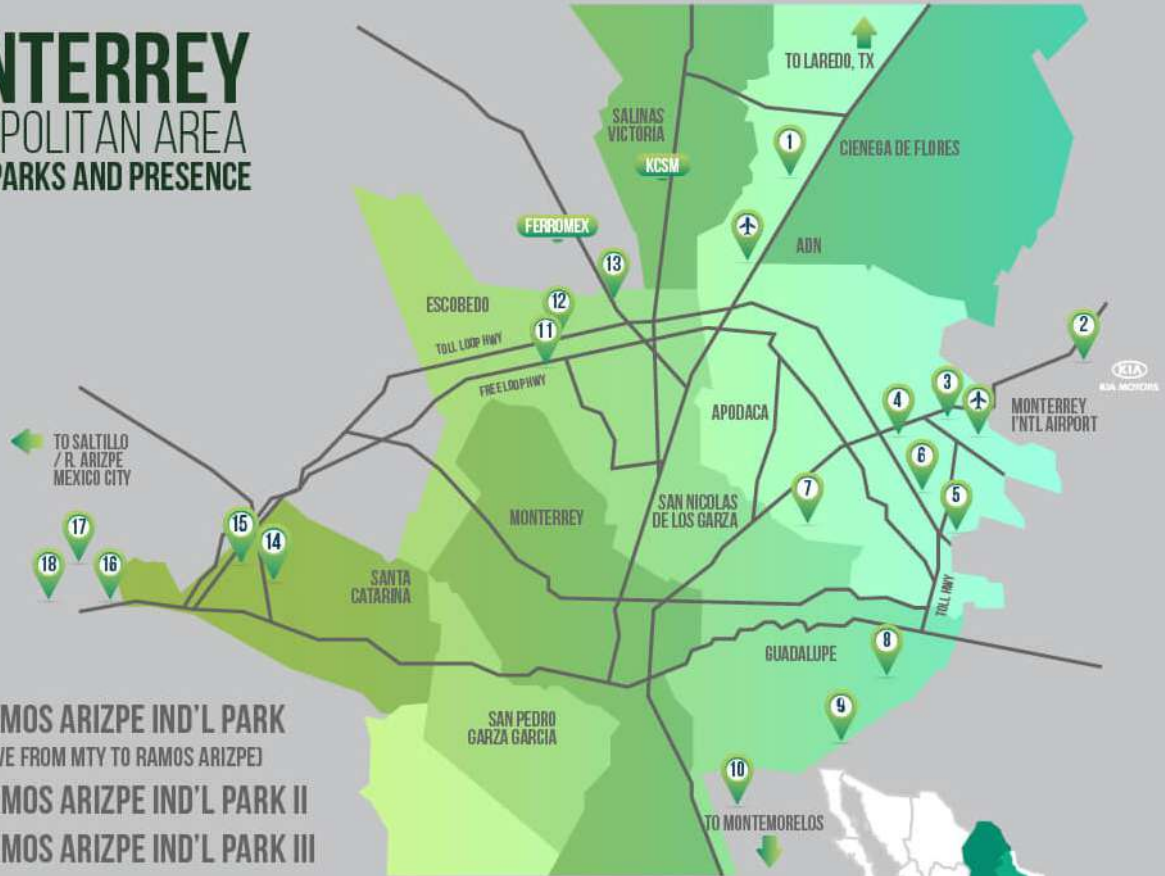 NTERREY
POLITAN AREA
PARKS AND PRESENCE
TO LAREDO, TX
SALINAS
VICTORIA
KCSM
1
CIENEGA DE FLORES
FERROMEX
ADN
13
ESCOBEDO
12
11
TOLL LOOP HWY
FREE LOOP HWY
2
KIA
KIA MOTORS
3
4
MONTERREY
I'NTL AIRPORT
APODACA
TO SALTILLO
/ R. ARIZPE
MEXICO CITY
6
5
7
SAN NICOLAS
DE LOS GARZA
MONTERREY
17
15
14
18
16
SANTA
CATARINA
TOLL HWY
8
GUADALUPE
9
SAN PEDRO
GARZA GARCIA
10
TO MONTEMORELOS
MOS ARIZPE IND'L PARK
VE FROM MTY TO RAMOS ARIZPE)
MOS ARIZPE IND'L PARK II
MOS ARIZPE IND'L PARK III